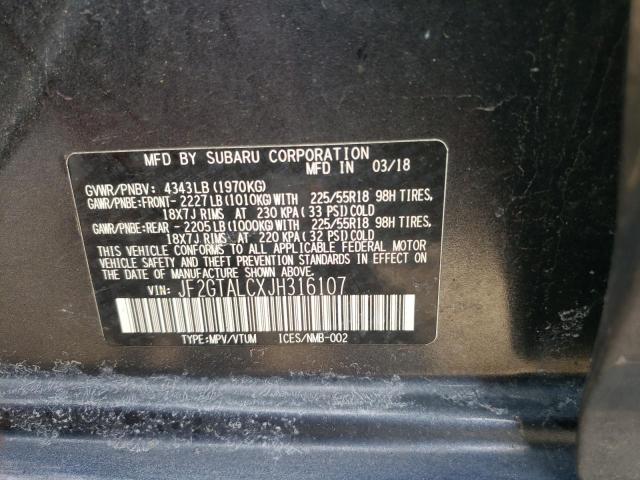 MFD BY SUBARU CORPORATION
MFD IN 03/18
GVWR/PNBV: 4343LB(1970KG)
GAWR/PNBE:FRONT-2227LB(1010KG)WITH 225/55R18 98H TIRES,
18X7J RIMS AT 230 KPA(33 PSI)COLD
GAWR/PNBE:REAR -2205LB(1000KG)WITH 225/55R18 98H TIRES,
18X7J RIMS AT 220 KPA(32 PSI)COLD
THIS VEHICLE CONFORMS TO ALL APPLICABLE FEDERAL MOTOR
VEHICLE SAFETY AND THEFT PREVENTION STANDARDS IN EFFECT ON
THE DATE OF MANUFACTURE SHOWN ABOVE.
VIN: JF2GTALCXJH316107
TYPE:MPV/VTUM ICES/NMB-002